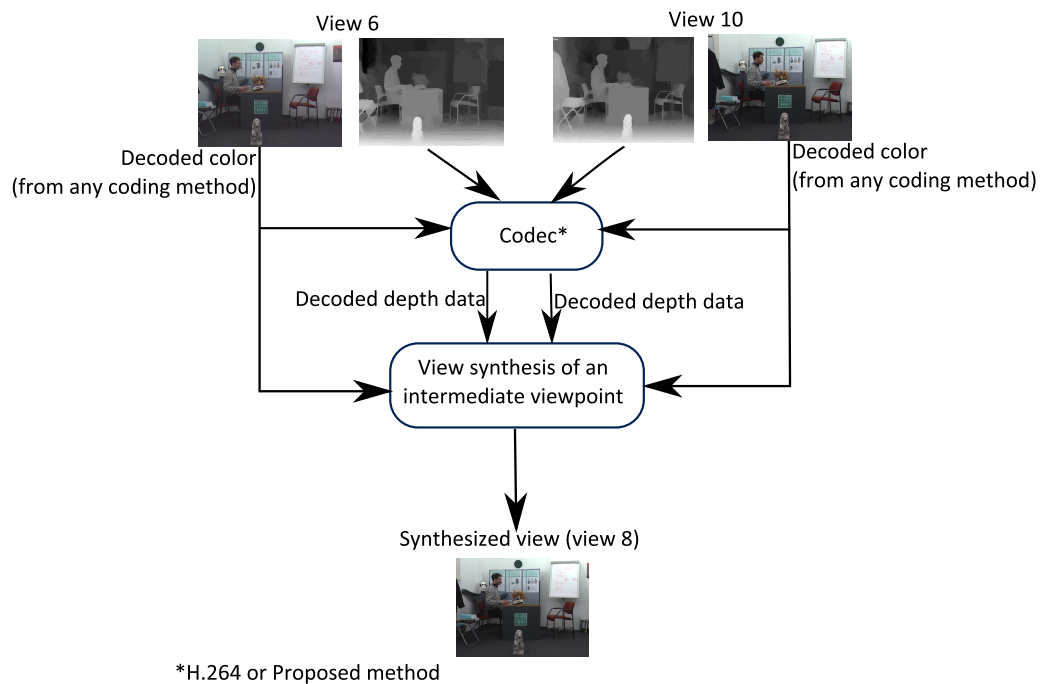 View 6
View 10
Decoded color
(from any coding method)
Decoded color
(from any coding method)
Codec*
Decoded depth data
Decoded depth data
View synthesis of an
intermediate viewpoint
Synthesized view (view 8)
*H.264 or Proposed method